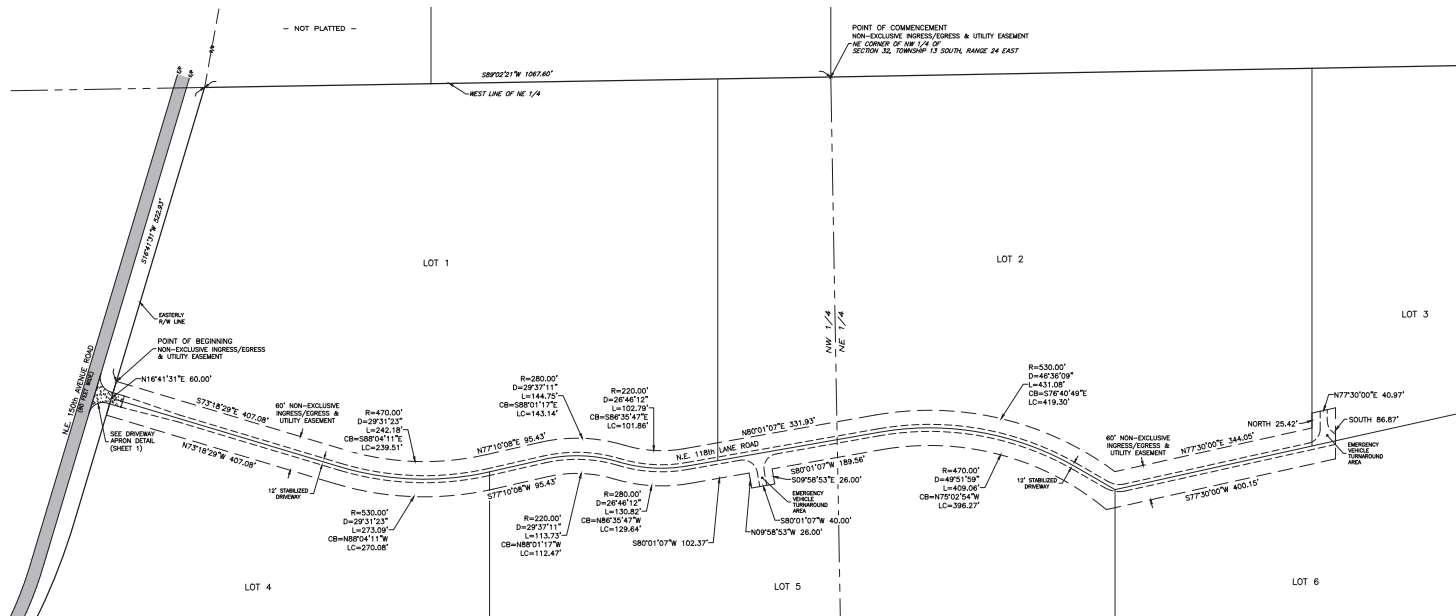 – NOT PLATTED –
POINT OF COMMENCEMENT
NON-EXCLUSIVE INGRESS/EGRESS & UTILITY EASEMENT
NE CORNER OF NW 1/4 OF
SECTION 32, TOWNSHIP 13 SOUTH, RANGE 24 EAST
S89°02'21"W 1067.60'
WEST LINE OF NE 1/4
S16°41'31"W 522.93'
LOT 1
LOT 2
LOT 3
EASTERLY
R/W LINE
NW 1/4
NE 1/4
POINT OF BEGINNING
NON-EXCLUSIVE INGRESS/EGRESS
& UTILITY EASEMENT
N.E. 150th AVENUE ROAD
(80 FEET WIDE)
N16°41'31"E 60.00'
S73°18'29"E 407.08'
60' NON-EXCLUSIVE
INGRESS/EGRESS &
UTILITY EASEMENT
R=470.00'
D=29°31'23"
L=242.18'
CB=S88°04'11"E
LC=239.51'
N77°10'08"E 95.43'
R=280.00'
D=29°37'11"
L=144.75'
CB=S88°01'17"E
LC=143.14'
R=220.00'
D=26°46'12"
L=102.79'
CB=S86°35'47"E
LC=101.86'
N80°01'07"E 331.93'
R=530.00'
D=46°36'09"
L=431.08'
CB=S76°40'49"E
LC=419.30'
60' NON-EXCLUSIVE
INGRESS/EGRESS &
UTILITY EASEMENT
N77°30'00"E 344.05'
NORTH 25.42'
N77°30'00"E 40.97'
SOUTH 86.87'
EMERGENCY
VEHICLE
TURNAROUND
AREA
SEE DRIVEWAY
APRON DETAIL
(SHEET 1)
N73°18'29"W 407.08'
12' STABILIZED
DRIVEWAY
N.E. 118th LANE ROAD
S77°10'08"W 95.43'
R=530.00'
D=29°31'23"
L=273.09'
CB=N88°04'11"W
LC=270.08'
R=220.00'
D=29°37'11"
L=113.73'
CB=N88°01'17"W
LC=112.47'
R=280.00'
D=26°46'12"
L=130.82'
CB=N86°35'47"W
LC=129.64'
S80°01'07"W 102.37'
S80°01'07"W 189.56'
S09°58'53"E 26.00'
EMERGENCY
VEHICLE
TURNAROUND
AREA
S80°01'07"W 40.00'
N09°58'53"W 26.00'
R=470.00'
D=49°51'59"
L=409.06'
CB=N75°02'54"W
LC=396.27'
12' STABILIZED
DRIVEWAY
S77°30'00"W 400.15'
LOT 4
LOT 5
LOT 6